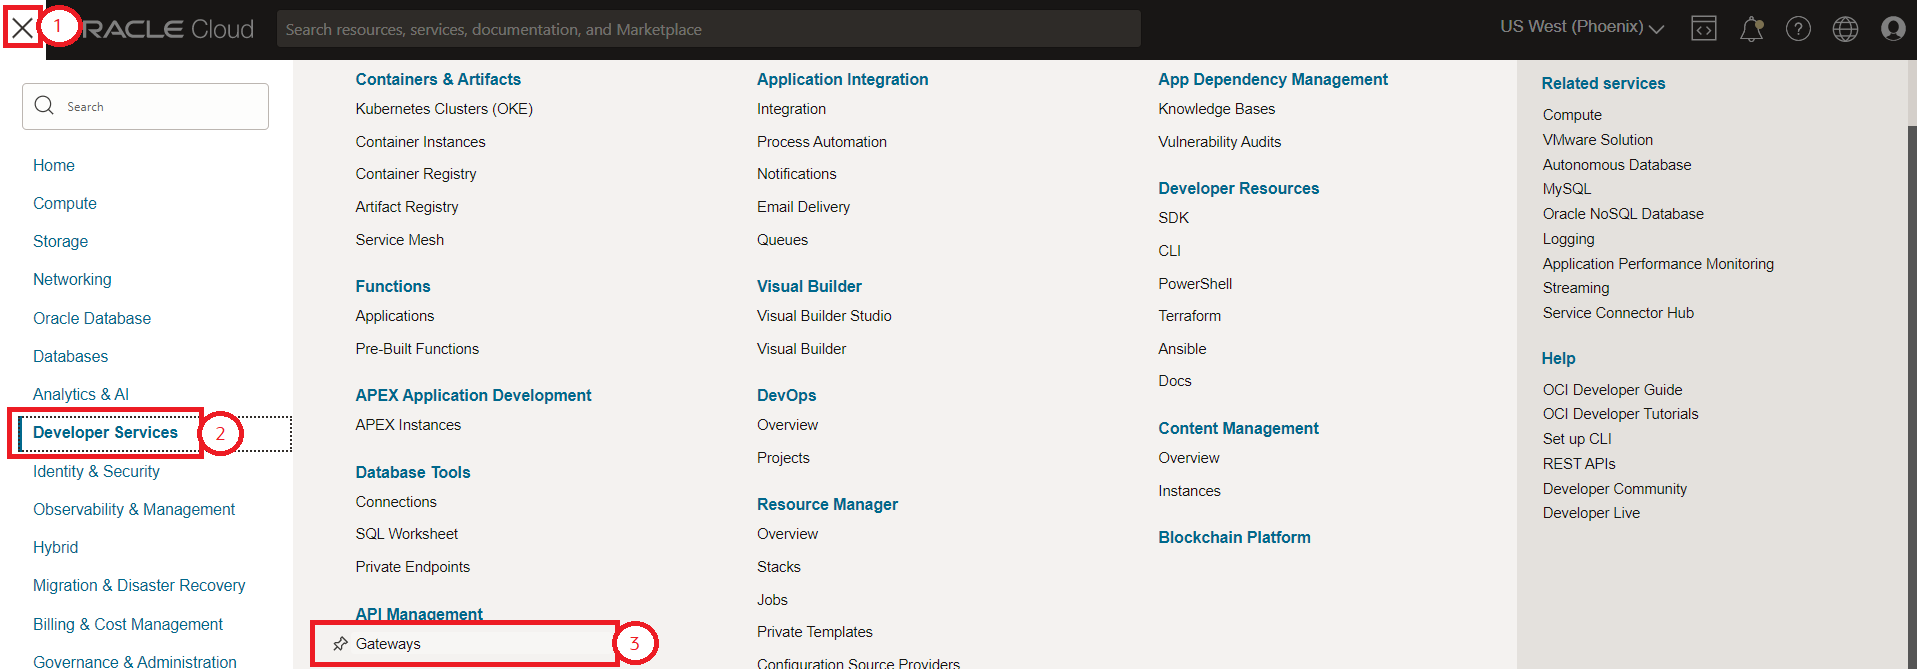 1
ORACLE Cloud
Search resources, services, documentation, and Marketplace
US West (Phoenix)
Search
Home
Compute
Storage
Networking
Oracle Database
Databases
Analytics & AI
Developer Services
2
Identity & Security
Observability & Management
Hybrid
Migration & Disaster Recovery
Billing & Cost Management
Governance & Administration
Containers & Artifacts
Kubernetes Clusters (OKE)
Container Instances
Container Registry
Artifact Registry
Service Mesh
Functions
Applications
Pre-Built Functions
APEX Application Development
APEX Instances
Database Tools
Connections
SQL Worksheet
Private Endpoints
API Management
Gateways
3
Application Integration
Integration
Process Automation
Notifications
Email Delivery
Queues
Visual Builder
Visual Builder Studio
Visual Builder
DevOps
Overview
Projects
Resource Manager
Overview
Stacks
Jobs
Private Templates
Configuration Source Providers
App Dependency Management
Knowledge Bases
Vulnerability Audits
Developer Resources
SDK
CLI
PowerShell
Terraform
Ansible
Docs
Content Management
Overview
Instances
Blockchain Platform
Related services
Compute
VMware Solution
Autonomous Database
MySQL
Oracle NoSQL Database
Logging
Application Performance Monitoring
Streaming
Service Connector Hub
Help
OCI Developer Guide
OCI Developer Tutorials
Set up CLI
REST APIs
Developer Community
Developer Live